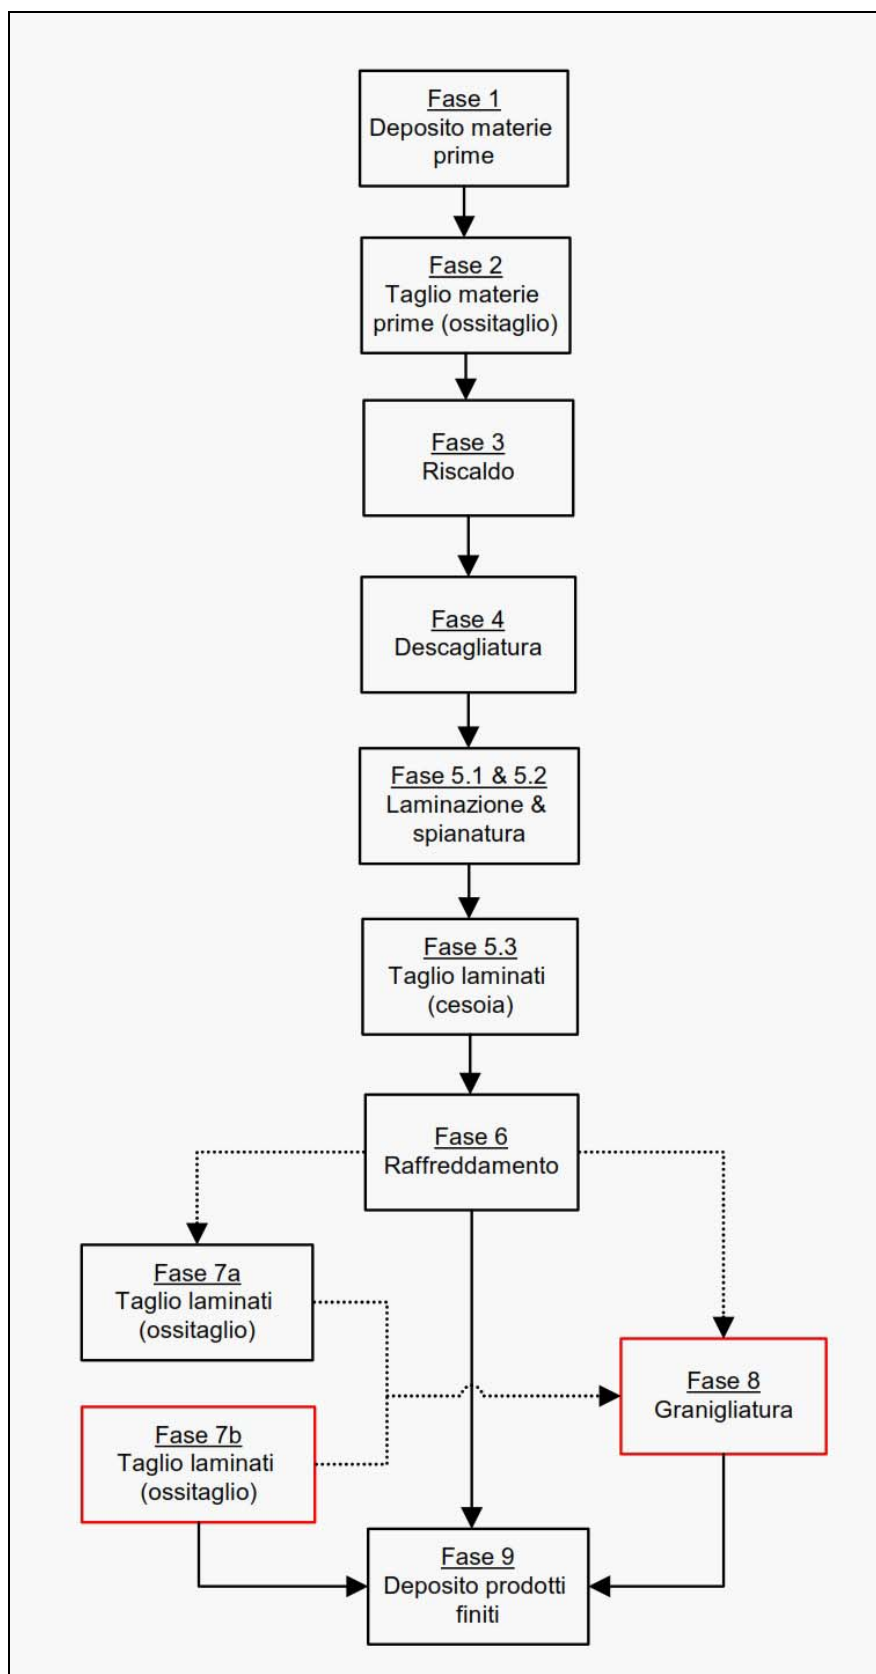 Fase 1
Deposito materie
prime
Fase 2
Taglio materie
prime (ossitaglio)
Fase 3
Riscaldo
Fase 4
Descagliatura
Fase 5.1 & 5.2
Laminazione &
spianatura
Fase 5.3
Taglio laminati
(cesoia)
Fase 6
Raffreddamento
Fase 7a
Taglio laminati
(ossitaglio)
Fase 8
Granigliatura
Fase 7b
Taglio laminati
(ossitaglio)
Fase 9
Deposito prodotti
finiti